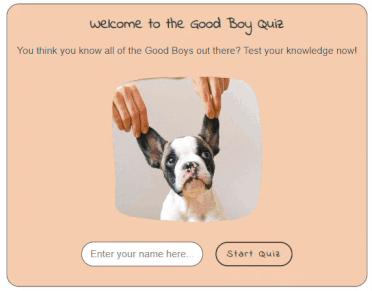 Welcome to the Good Boy Quiz
You think you know all of the Good Boys out there? Test your knowledge now!
Enter your name here...
Start Quiz